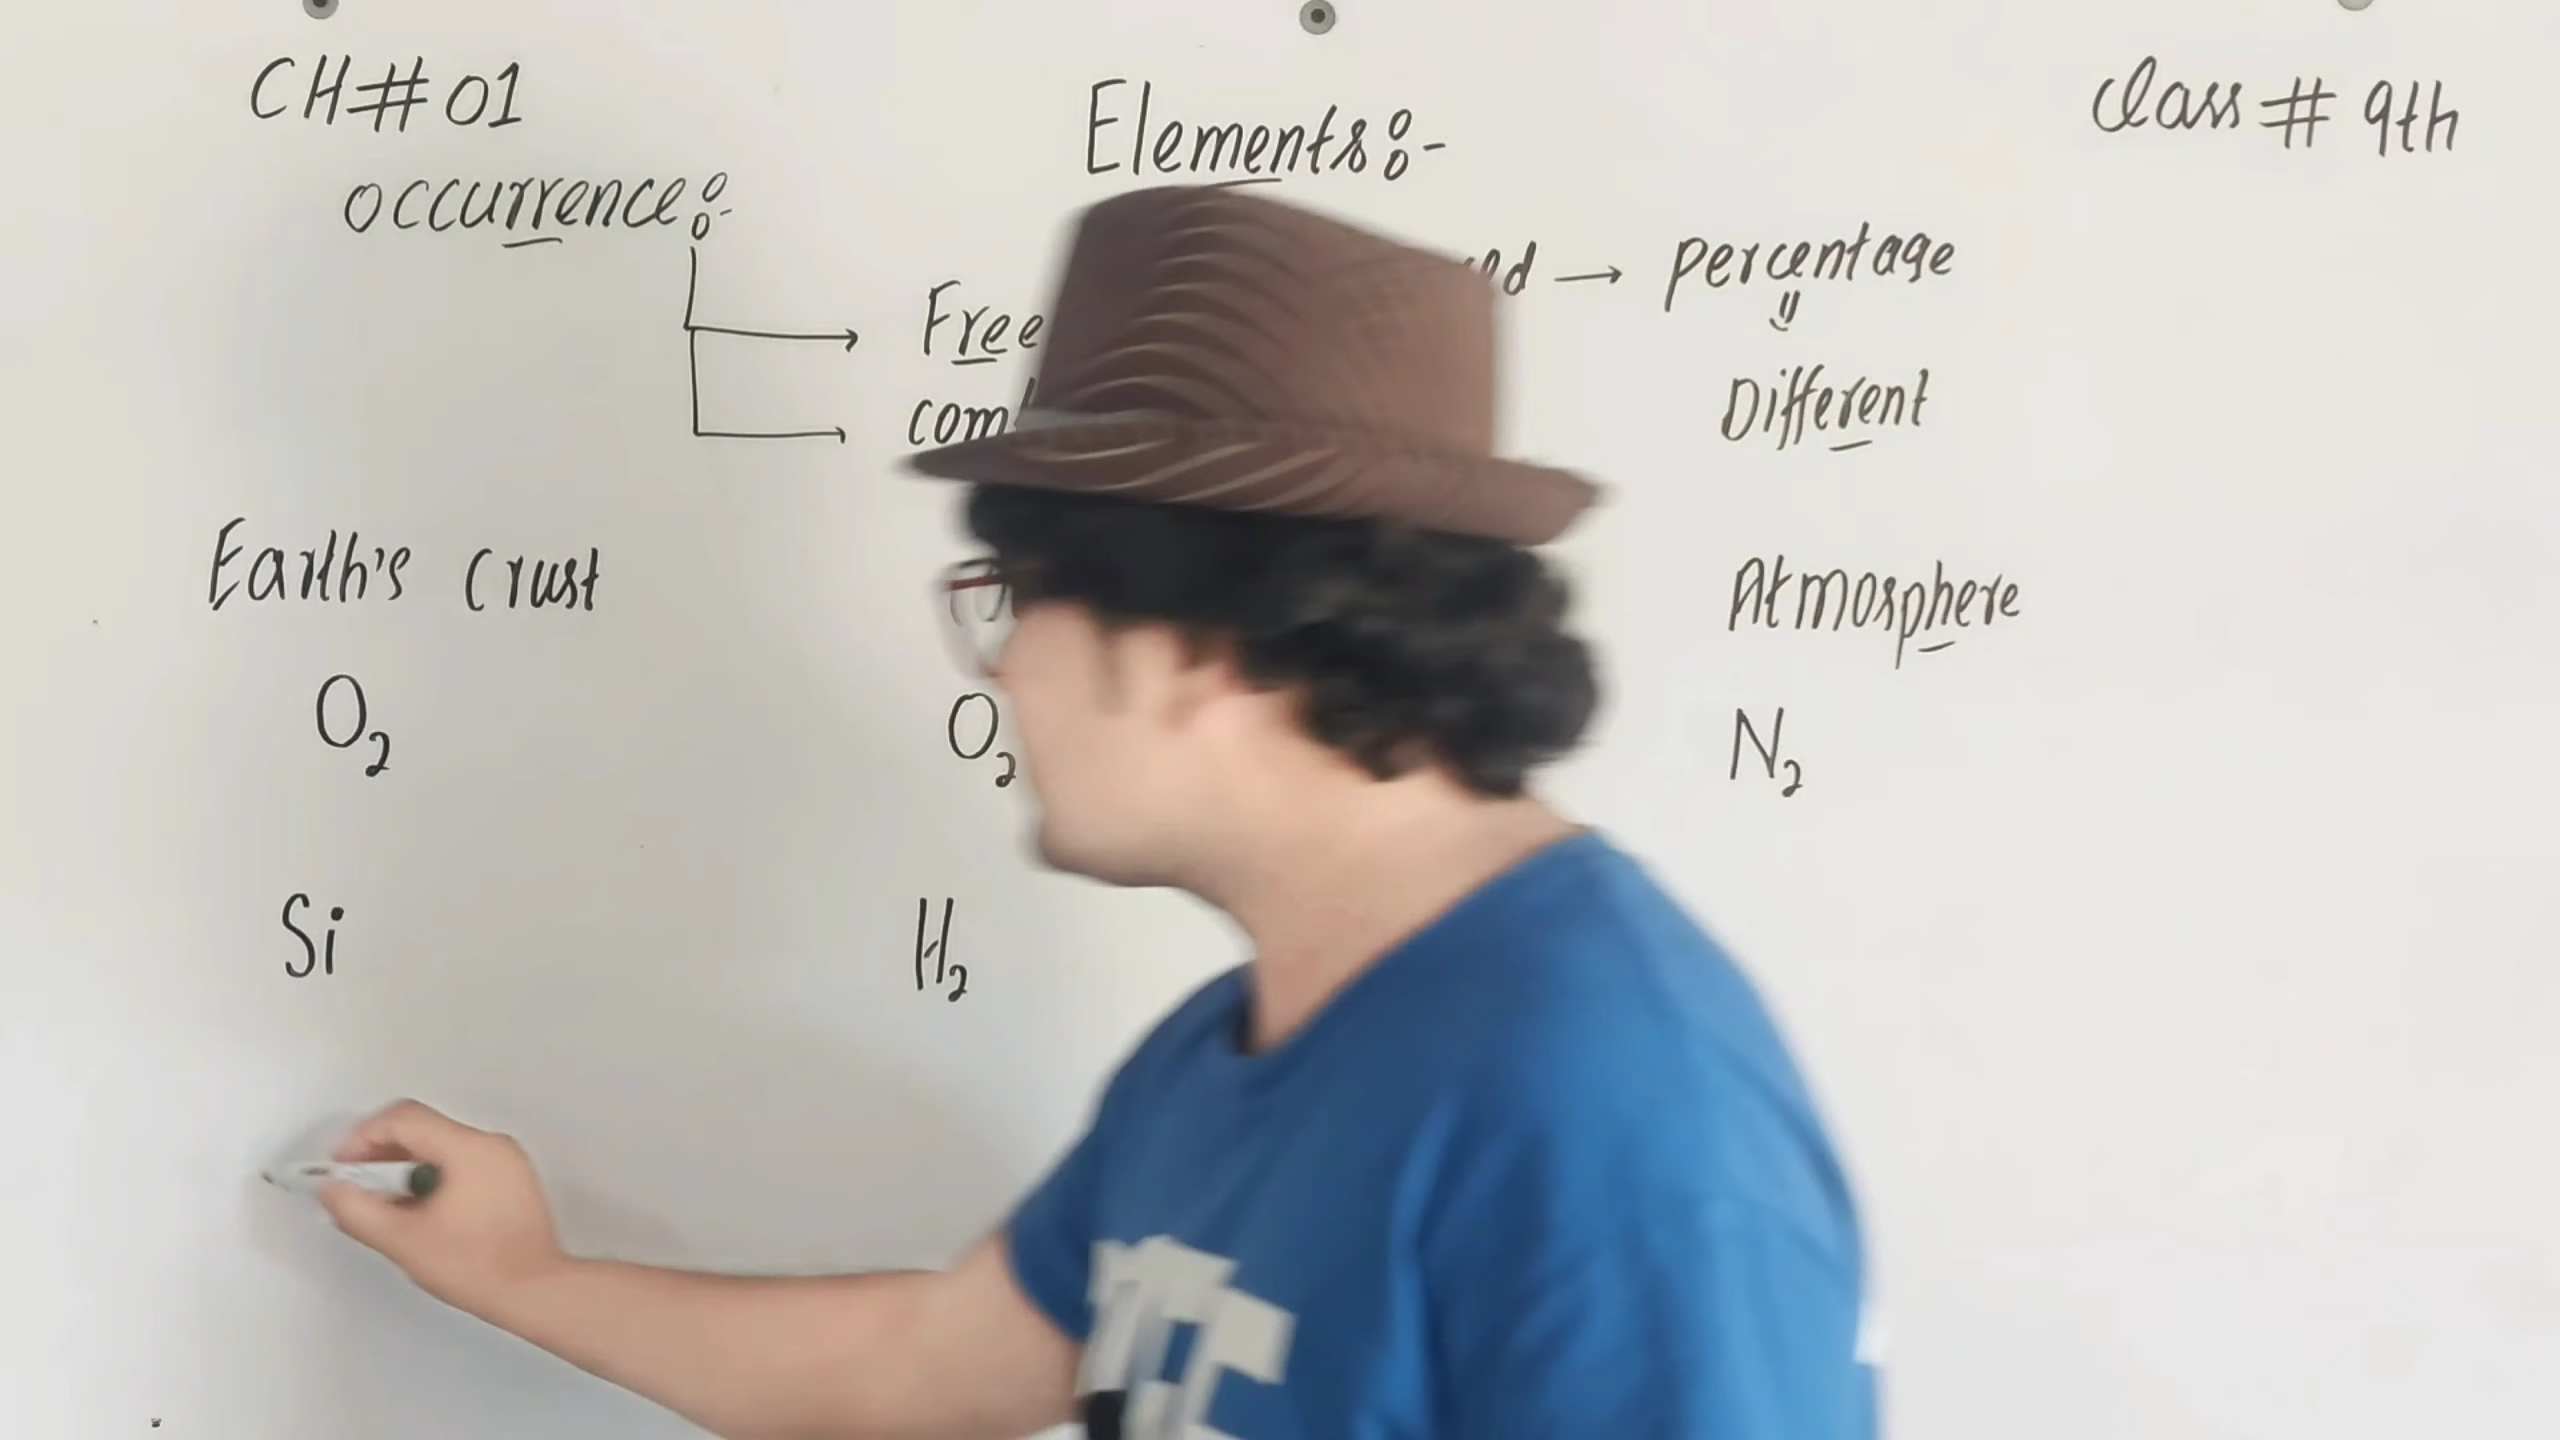 CH# 01
Elements:-
Class # 9th
occurrence:-
Free
→ percentage
Different
Earth's Crust
Atmosphere
O2
O2
N2
Si
H2